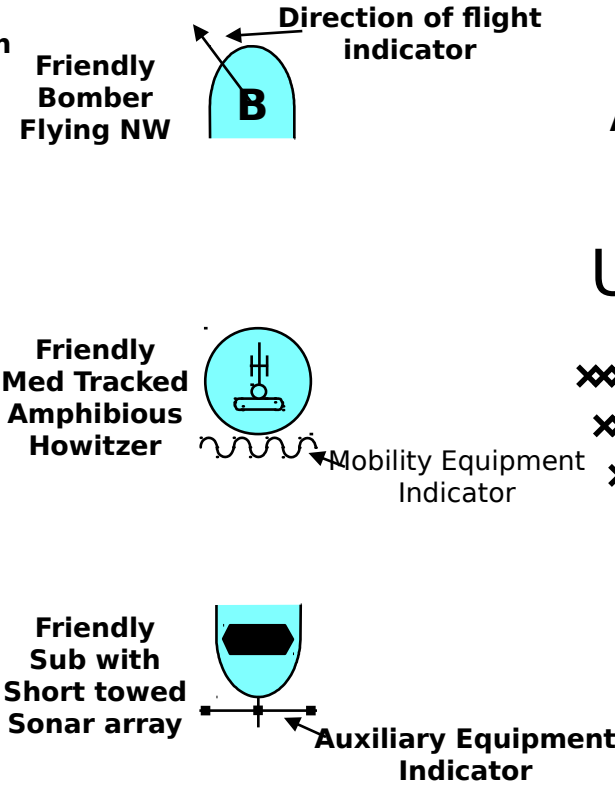 Direction of flight
indicator
Friendly
Bomber
Flying NW
B
Friendly
Med Tracked
Amphibious
Howitzer
Mobility Equipment
Indicator
Friendly
Sub with
Short towed
Sonar array
Auxiliary Equipment
Indicator